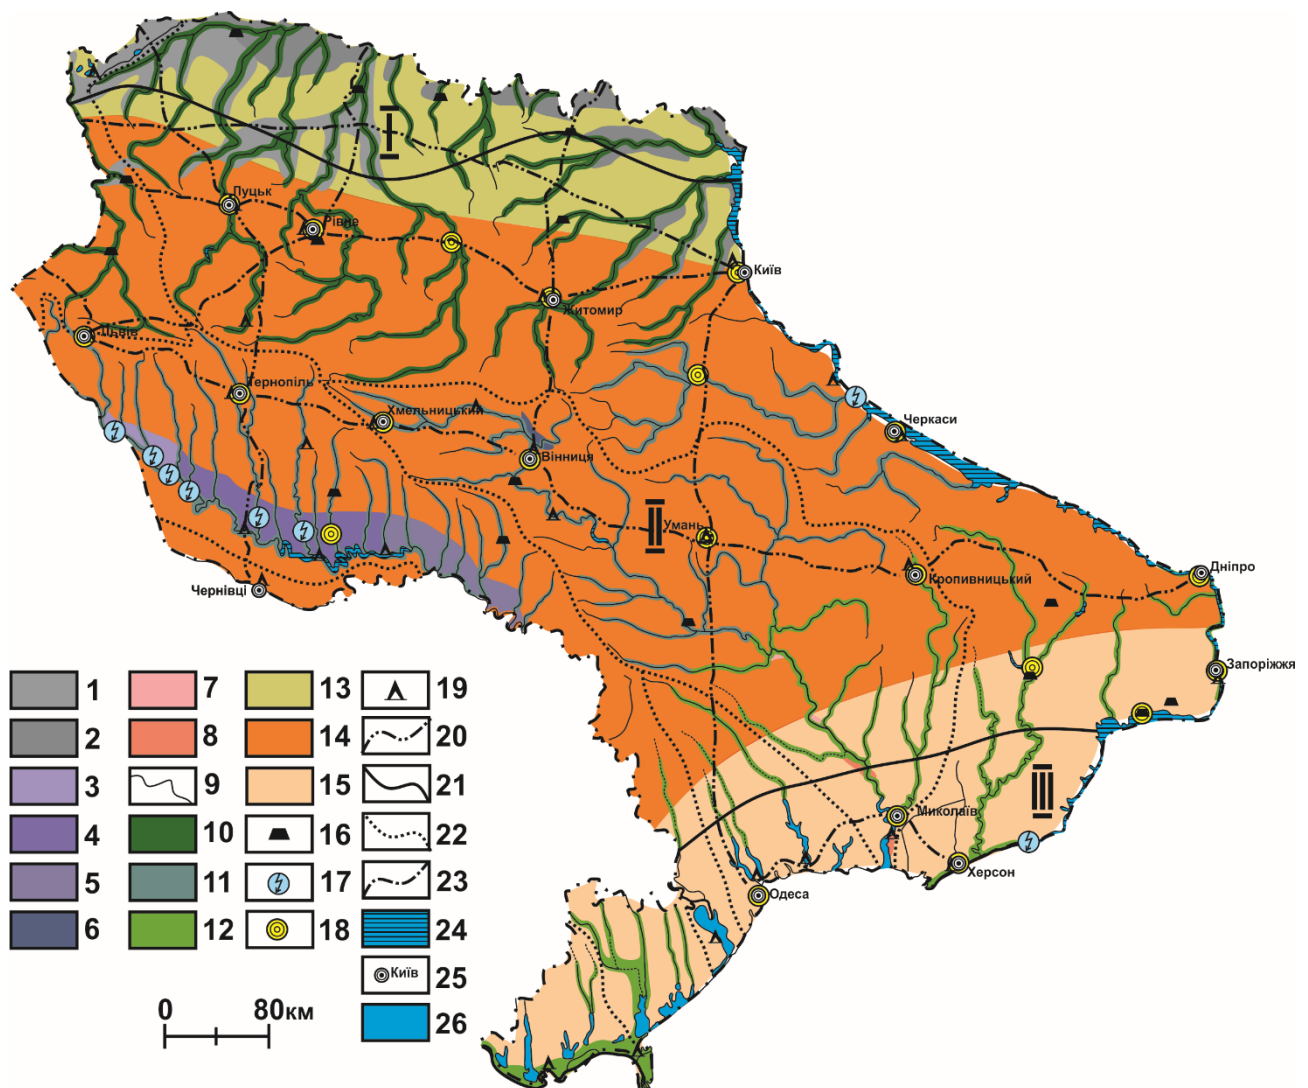 I
Луцьк
Рівне
Київ
Житомир
Львів
Тернопіль
Хмельницький
Черкаси
Вінниця
II
Умань
Дніпро
Кропивницький
Чернівці
Запоріжжя
III
Миколаїв
Херсон
Одеса
1
7
13
19
2
8
14
20
3
9
15
21
4
10
16
22
5
11
17
23
6
12
18
24
Київ
25
26
0
80км